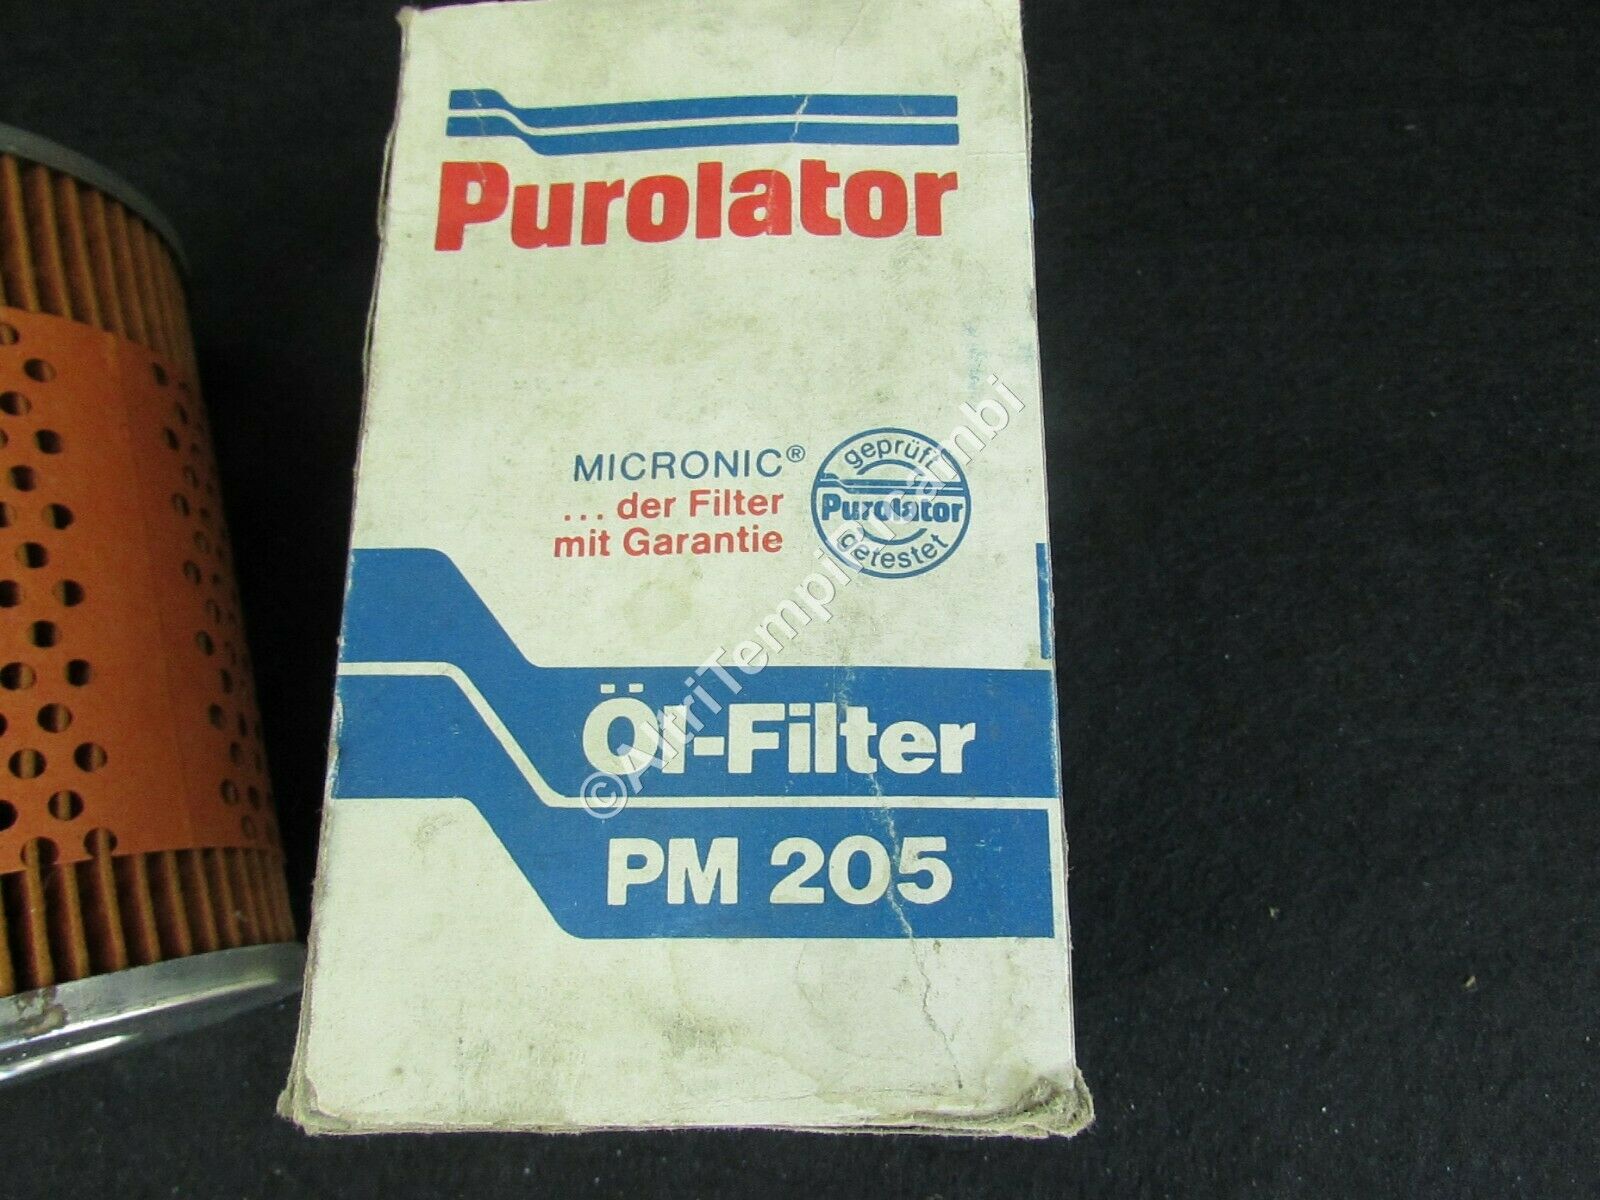 Purolator
MICRONIC®
... der Filter
mit Garantie
geprüft
Purolator
getestet
Öl-Filter
PM 205
©AltriTempiRicambi